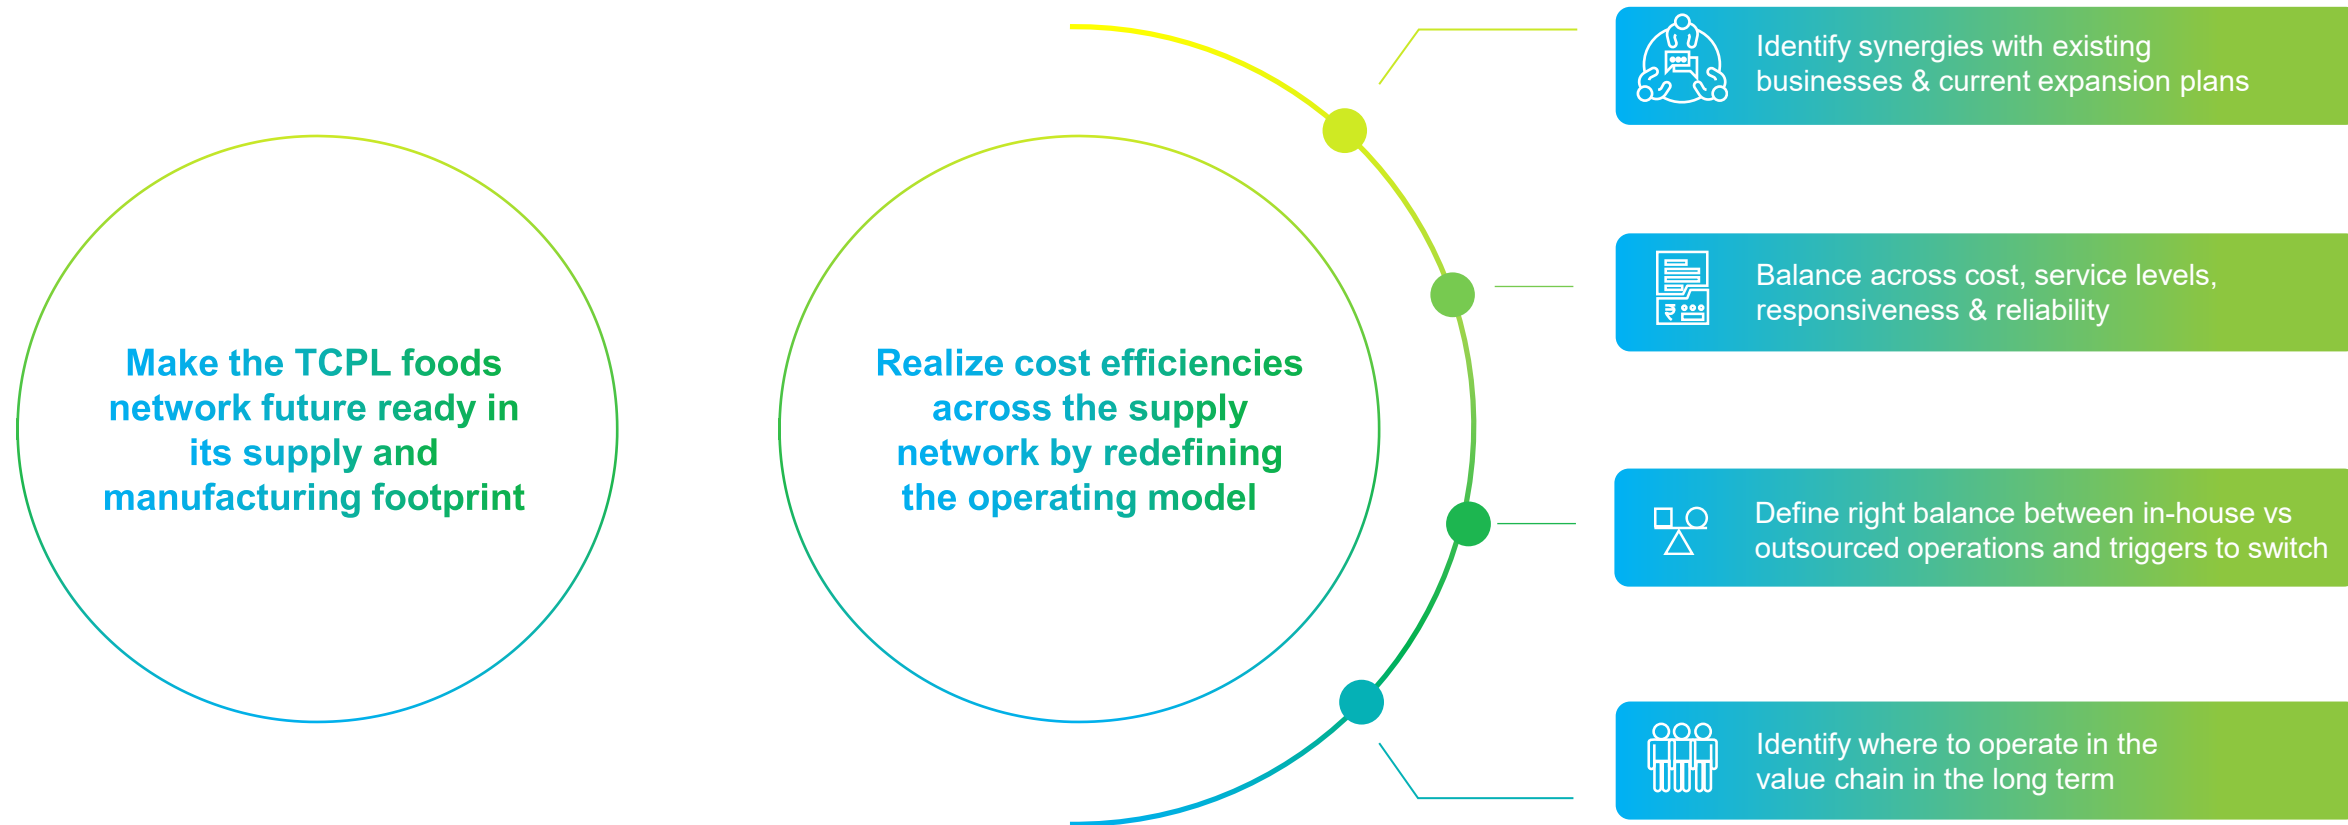 Make the TCPL foods
network future ready in
its supply and
manufacturing footprint
Realize cost efficiencies
across the supply
network by redefining
the operating model
Identify synergies with existing
businesses & current expansion plans
Balance across cost, service levels,
responsiveness & reliability
₹
Define right balance between in-house vs
outsourced operations and triggers to switch
Identify where to operate in the
value chain in the long term